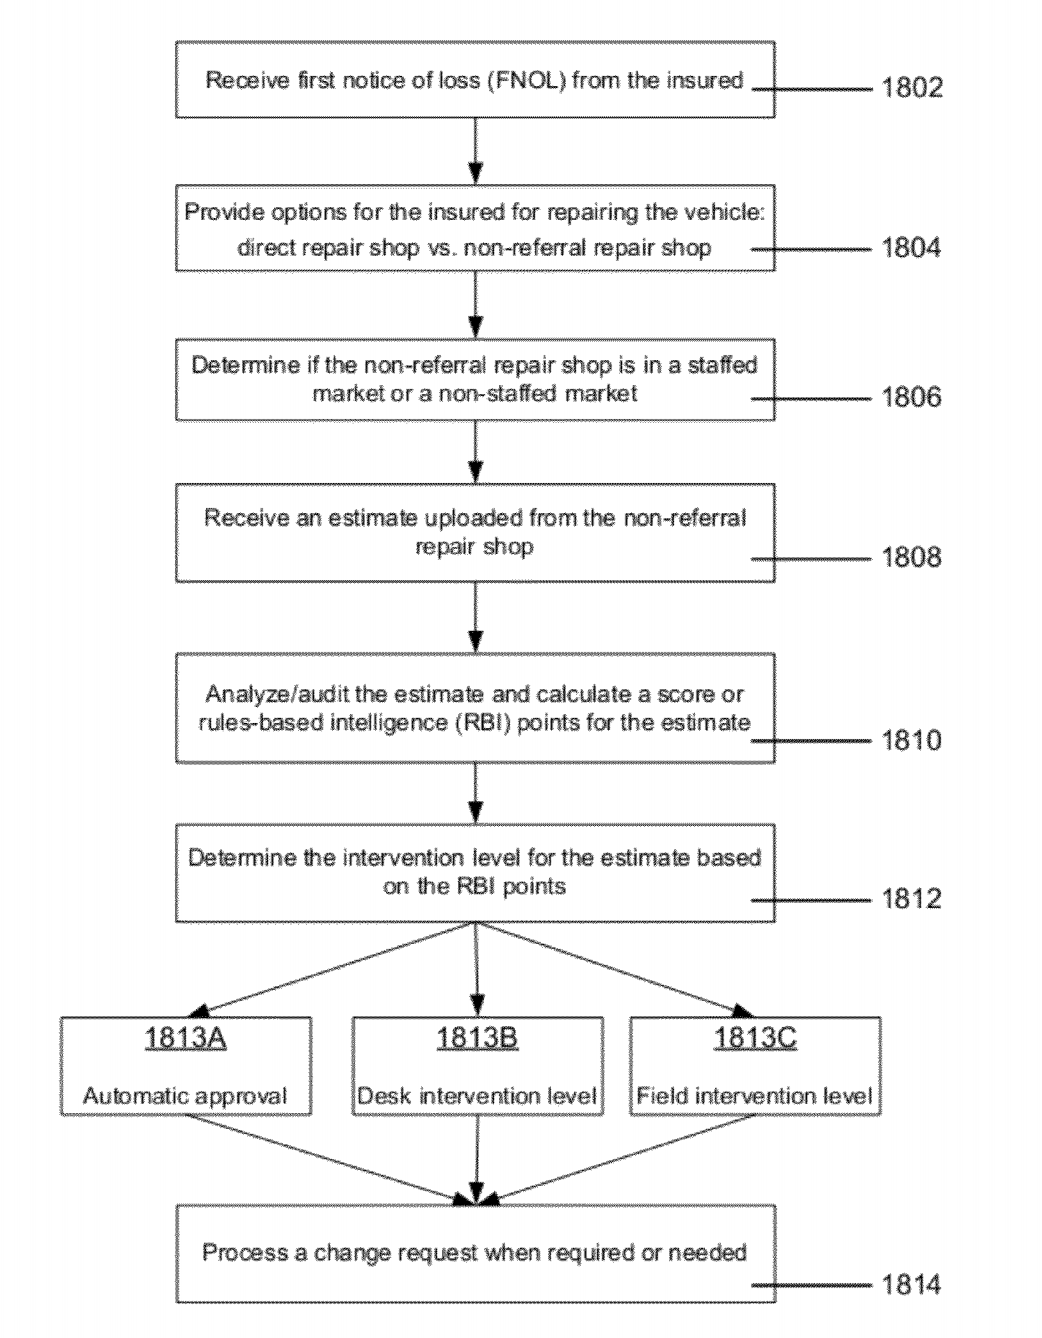 Receive first notice of loss (FNOL) from the insured
1802
Provide options for the insured for repairing the vehicle:
direct repair shop vs. non-referral repair shop
1804
Determine if the non-referral repair shop is in a staffed
market or a non-staffed market
1806
Receive an estimate uploaded from the non-referral
repair shop
1808
Analyze/audit the estimate and calculate a score or
rules-based intelligence (RBI) points for the estimate
1810
Determine the intervention level for the estimate based
on the RBI points
1812
1813A
Automatic approval
1813B
Desk intervention level
1813C
Field intervention level
Process a change request when required or needed
1814